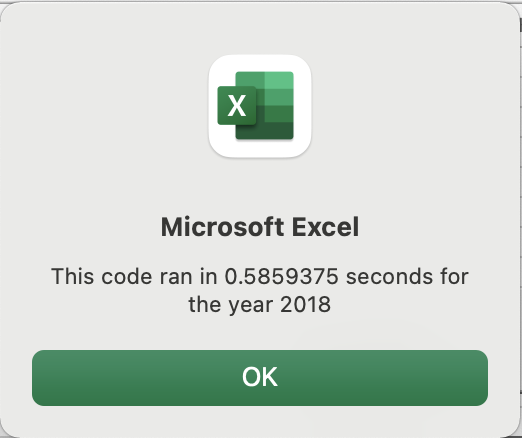 X
Microsoft Excel
This code ran in 0.5859375 seconds for
the year 2018
OK